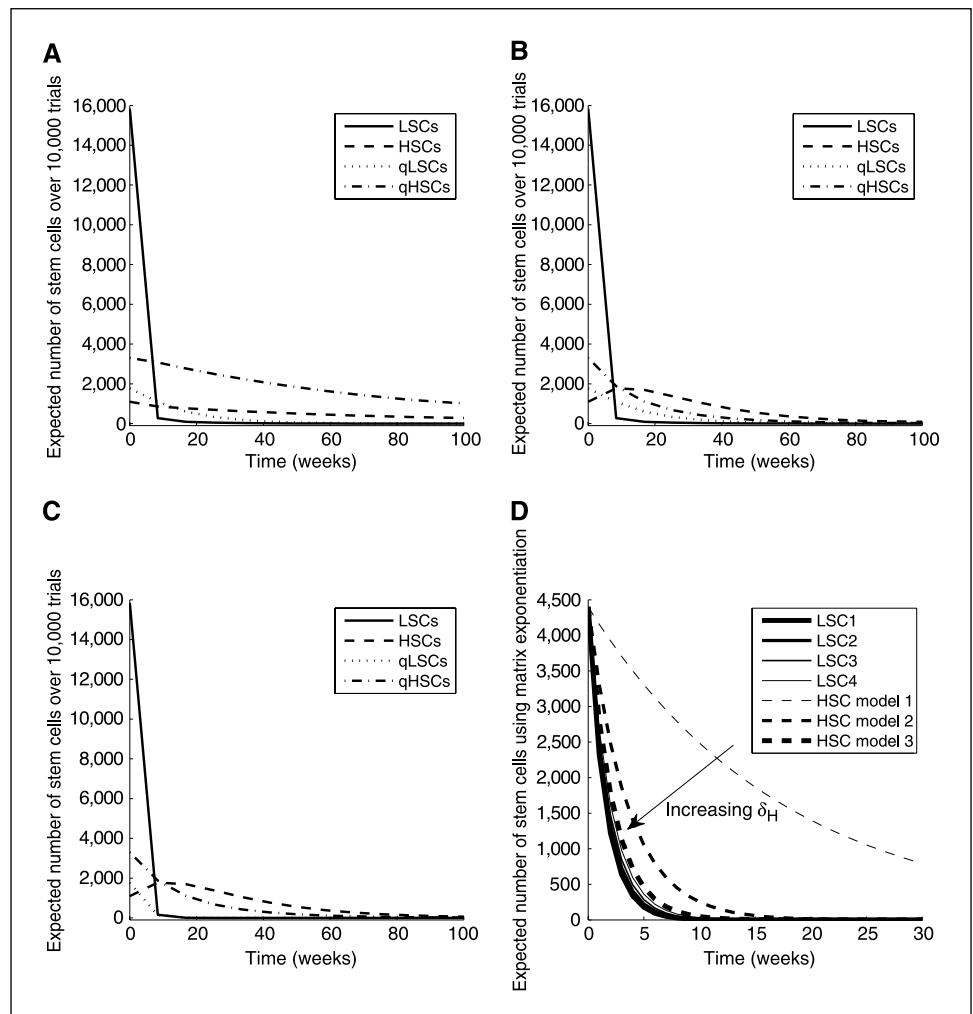 A
Expected number of stem cells over 10,000 trials
16,000
14,000
12,000
10,000
8,000
6,000
4,000
2,000
0
0 20 40 60 80 100
Time (weeks)
LSCs
HSCs
qLSCs
qHSCs
B
Expected number of stem cells over 10,000 trials
16,000
14,000
12,000
10,000
8,000
6,000
4,000
2,000
0
0 20 40 60 80 100
Time (weeks)
LSCs
HSCs
qLSCs
qHSCs
C
Expected number of stem cells over 10,000 trials
16,000
14,000
12,000
10,000
8,000
6,000
4,000
2,000
0
0 20 40 60 80 100
Time (weeks)
LSCs
HSCs
qLSCs
qHSCs
D
Expected number of stem cells using matrix exponentiation
4,500
4,000
3,500
3,000
2,500
2,000
1,500
1,000
500
0
0 5 10 15 20 25 30
Time (weeks)
LSC1
LSC2
LSC3
LSC4
HSC model 1
HSC model 2
HSC model 3
Increasing δH